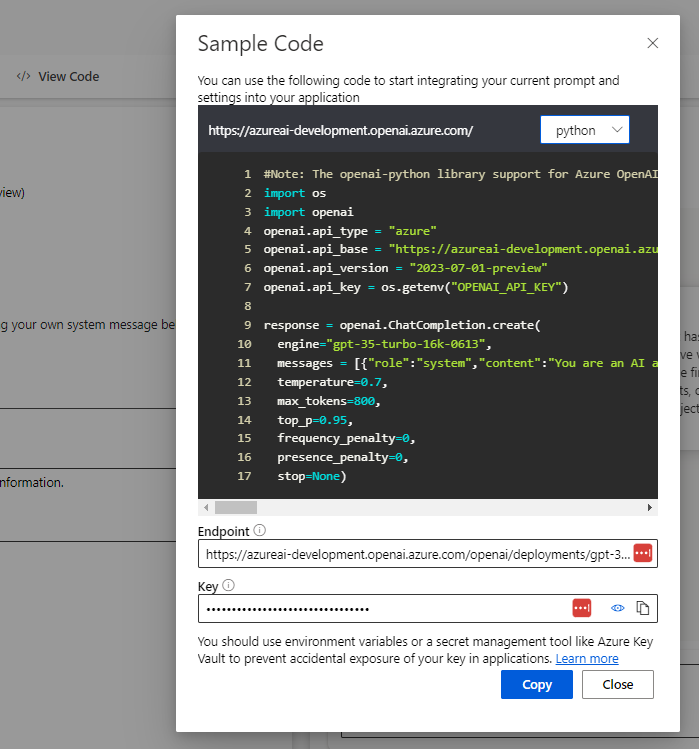 Sample Code
</> View Code
You can use the following code to start integrating your current prompt and
settings into your application
https://azureai-development.openai.azure.com/
python
1 #Note: The openai-python library support for Azure OpenAI
2 import os
3 import openai
4 openai.api_type = "azure"
5 openai.api_base = "https://azureai-development.openai.azu
6 openai.api_version = "2023-07-01-preview"
7 openai.api_key = os.getenv("OPENAI_API_KEY")
8
9 response = openai.ChatCompletion.create(
10 engine="gpt-35-turbo-16k-0613",
11 messages = [{"role":"system","content":"You are an AI a
12 temperature=0.7,
13 max_tokens=800,
14 top_p=0.95,
15 frequency_penalty=0,
16 presence_penalty=0,
17 stop=None)
iew)
g your own system message be
nformation.
has
ve
e fi
ts, c
ject
Endpoint
https://azureai-development.openai.azure.com/openai/deployments/gpt-3...
Key
You should use environment variables or a secret management tool like Azure Key
Vault to prevent accidental exposure of your key in applications. Learn more
Copy
Close